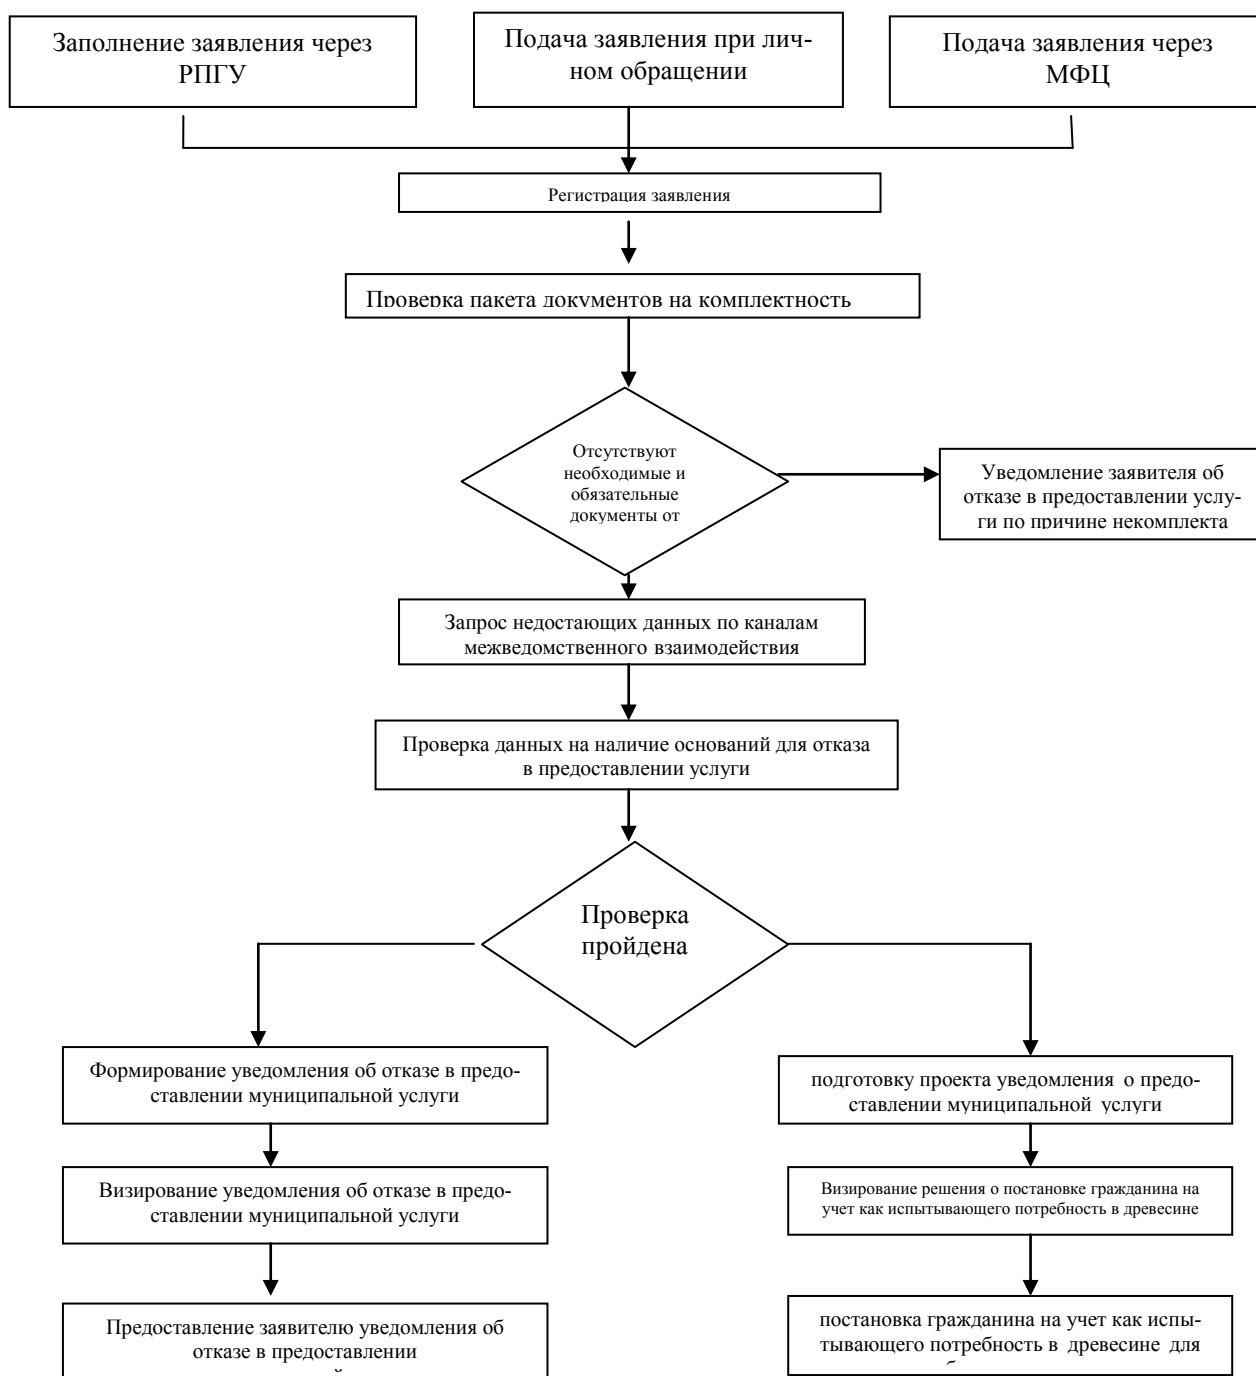 Заполнение заявления через
РПГУ
Подача заявления при лич-
ном обращении
Подача заявления через
МФЦ
Регистрация заявления
Проверка пакета документов на комплектность
Отсутствуют
необходимые и
обязательные
документы от
Уведомление заявителя об
отказе в предоставлении услу-
ги по причине некомплекта
Запрос недостающих данных по каналам
межведомственного взаимодействия
Проверка данных на наличие оснований для отказа
в предоставлении услуги
Проверка
пройдена
Формирование уведомления об отказе в предо-
ставлении муниципальной услуги
подготовку проекта уведомления о предо-
ставлении муниципальной услуги
Визирование уведомления об отказе в предо-
ставлении муниципальной услуги
Визирование решения о постановке гражданина на
учет как испытывающего потребность в древесине
Предоставление заявителю уведомления об
отказе в предоставлении
постановка гражданина на учет как испы-
тывающего потребность в древесине для